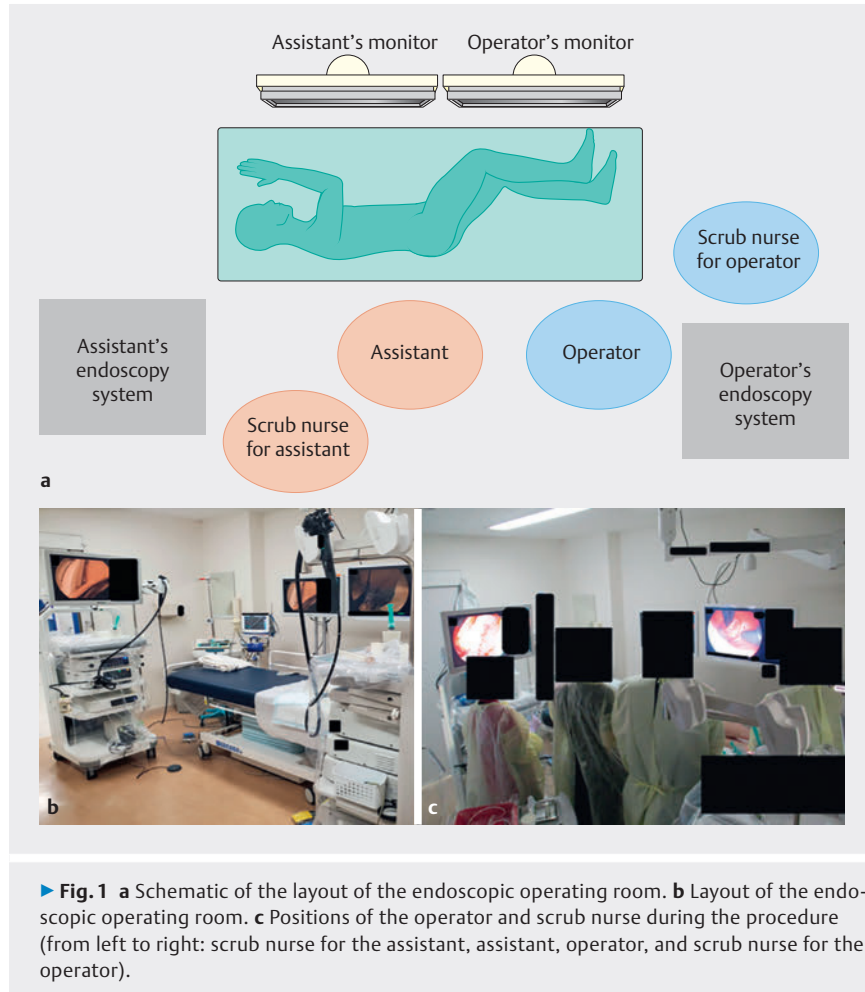 Assistant's monitor
Operator's monitor
Scrub nurse
for operator
Assistant's
endoscopy
system
Assistant
Operator
Operator's
endoscopy
system
Scrub nurse
for assistant
a
b
c
▶ Fig. 1 a Schematic of the layout of the endoscopic operating room. b Layout of the endo-
scopic operating room. c Positions of the operator and scrub nurse during the procedure
(from left to right: scrub nurse for the assistant, assistant, operator, and scrub nurse for the
operator).